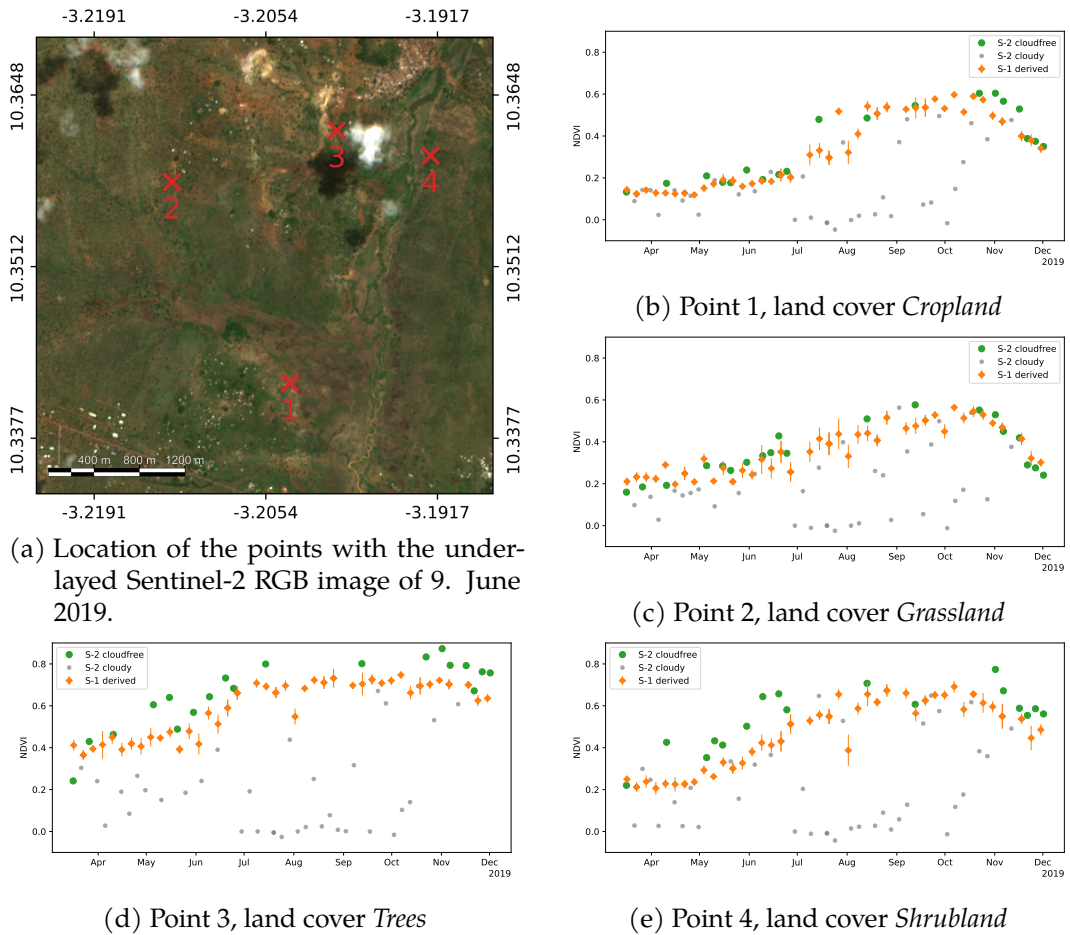 -3.2191 -3.2054 -3.1917
10.3648 10.3648
10.3512 10.3512
10.3377 10.3377
3
4
2
1
400 m 800 m 1200 m
-3.2191 -3.2054 -3.1917
(a) Location of the points with the under-
layed Sentinel-2 RGB image of 9. June
2019.
S-2 cloudfree
S-2 cloudy
S-1 derived
NDVI
0.8
0.6
0.4
0.2
0.0
Apr May Jun Jul Aug Sep Oct Nov Dec
2019
(b) Point 1, land cover Cropland
S-2 cloudfree
S-2 cloudy
S-1 derived
NDVI
0.8
0.6
0.4
0.2
0.0
Apr May Jun Jul Aug Sep Oct Nov Dec
2019
(c) Point 2, land cover Grassland
S-2 cloudfree
S-2 cloudy
S-1 derived
NDVI
0.8
0.6
0.4
0.2
0.0
Apr May Jun Jul Aug Sep Oct Nov Dec
2019
(d) Point 3, land cover Trees
S-2 cloudfree
S-2 cloudy
S-1 derived
NDVI
0.8
0.6
0.4
0.2
0.0
Apr May Jun Jul Aug Sep Oct Nov Dec
2019
(e) Point 4, land cover Shrubland